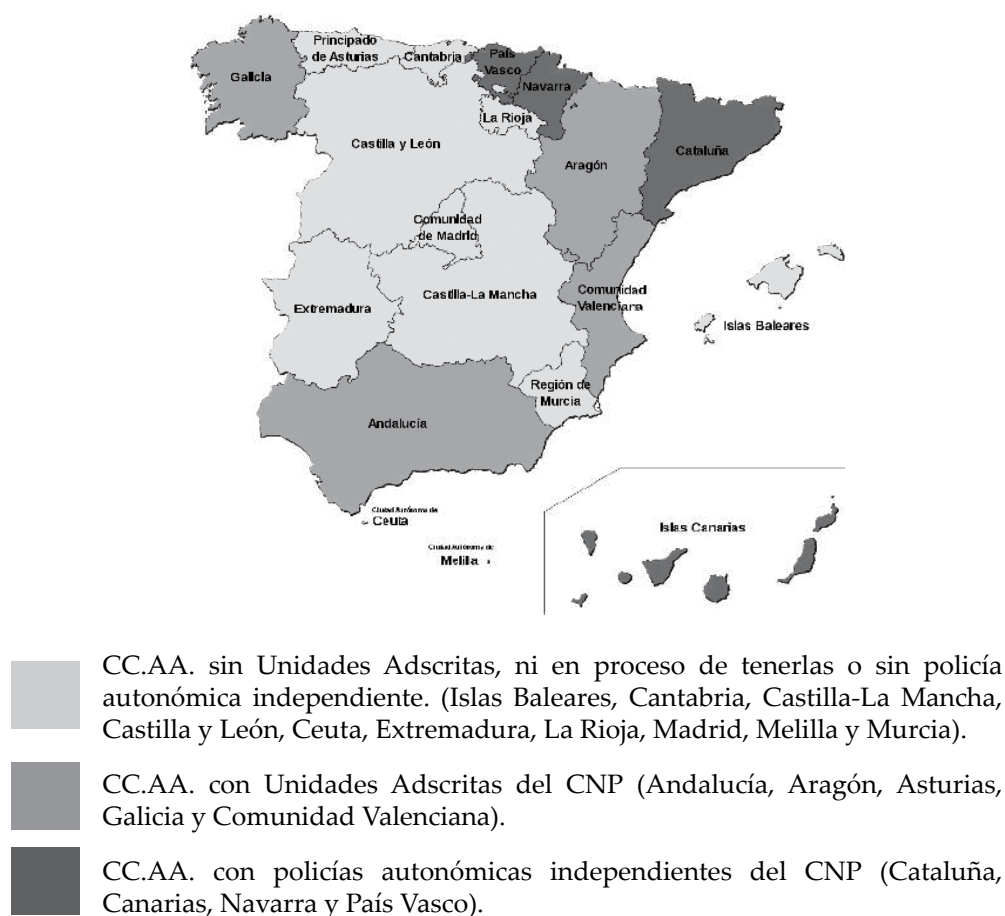 Principado
de Asturias
Cantabria
País
Vasco
Galicia
Navarra
La Rioja
Castilla y León
Aragón
Cataluña
Comunidad
de Madrid
Castilla-La Mancha
Comunidad
Valenciana
Extremadura
Islas Baleares
Región de
Murcia
Andalucía
Ciudad Autónoma de
Ceuta
Islas Canarias
Ciudad Autónoma de
Melilla
CC.AA. sin Unidades Adscritas, ni en proceso de tenerlas o sin policía
autonómica independiente. (Islas Baleares, Cantabria, Castilla-La Mancha,
Castilla y León, Ceuta, Extremadura, La Rioja, Madrid, Melilla y Murcia).
CC.AA. con Unidades Adscritas del CNP (Andalucía, Aragón, Asturias,
Galicia y Comunidad Valenciana).
CC.AA. con policías autonómicas independientes del CNP (Cataluña,
Canarias, Navarra y País Vasco).